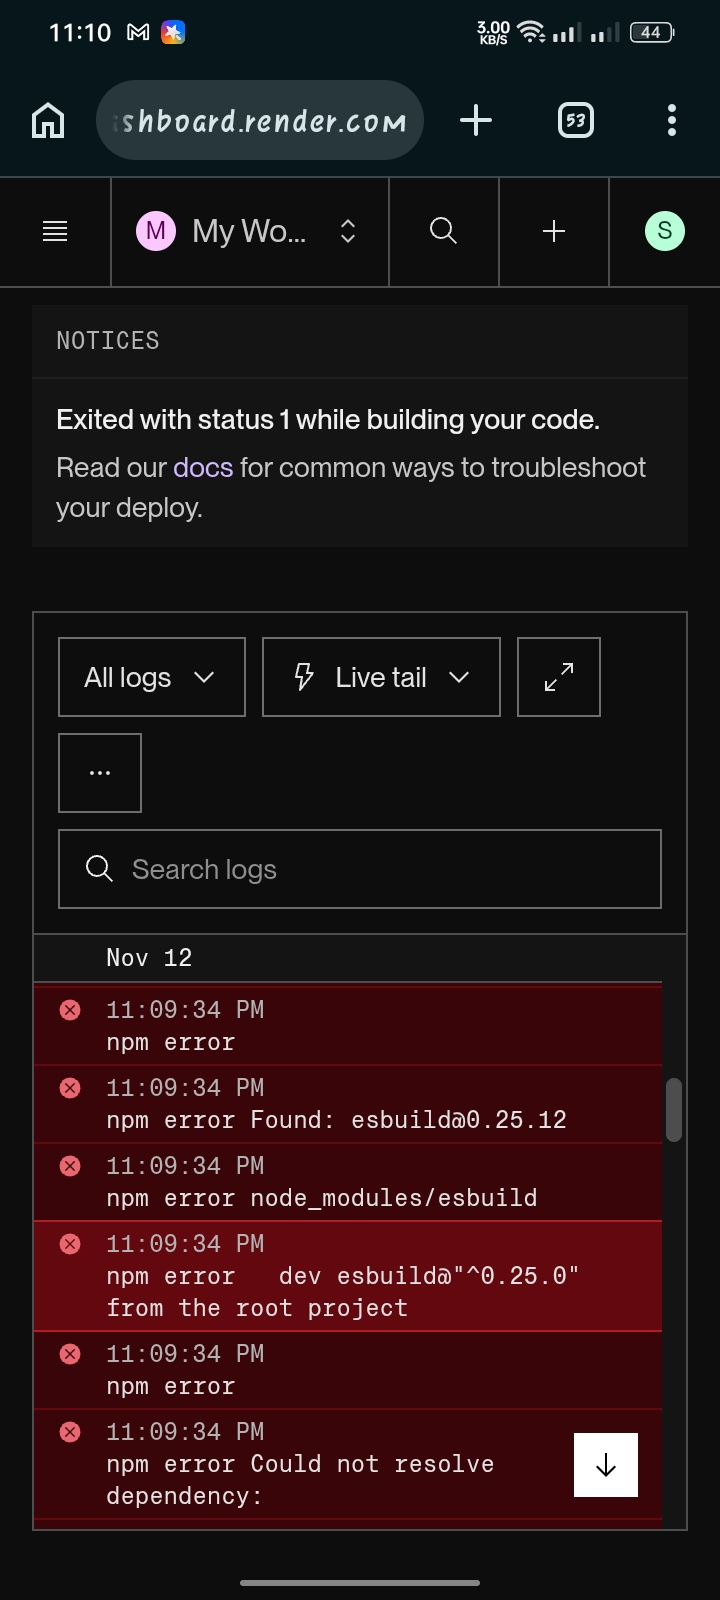 11:10
3.00
KB/S
44
shboard.render.com
53
M
My Wo...
S
NOTICES
Exited with status 1 while building your code.
Read our docs for common ways to troubleshoot
your deploy.
All logs
Live tail
...
Search logs
Nov 12
11:09:34 PM
npm error
11:09:34 PM
npm error Found: esbuild@0.25.12
11:09:34 PM
npm error node_modules/esbuild
11:09:34 PM
npm error   dev esbuild@"^0.25.0"
from the root project
11:09:34 PM
npm error
11:09:34 PM
npm error Could not resolve
dependency: